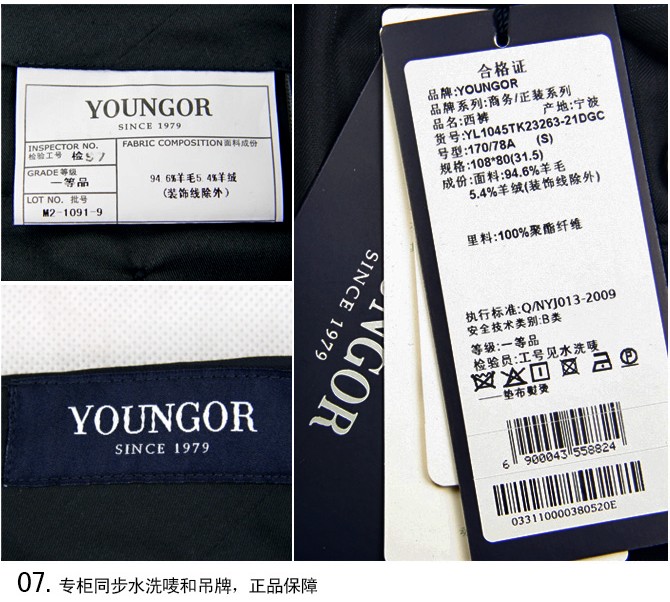 YOUNGOR
SINCE 1979
INSPECTOR NO.
检验工号 检57
FABRIC COMPOSITION面料成份
GRADE等级
一等品
94.6%羊毛5.4%羊绒
(装饰线除外)
LOT NO. 批号
M2-1091-9
YOUNGOR
SINCE 1979
YOUNGOR
SINCE 1979
合格证
品牌:YOUNGOR
品牌系列:商务/正装系列
品名:西裤 产地:宁波
货号:YL1045TK23263-21DGC
号型:170/78A (S)
规格:108*80(31.5)
成份:面料:94.6%羊毛
5.4%羊绒(装饰线除外)
里料:100%聚酯纤维
执行标准:Q/NYJ013-2009
安全技术类别:B类
等级:一等品
检验员:工号见水洗唛
垫布熨烫
6 900043 558824
03311000380520E
07. 专柜同步水洗唛和吊牌，正品保障